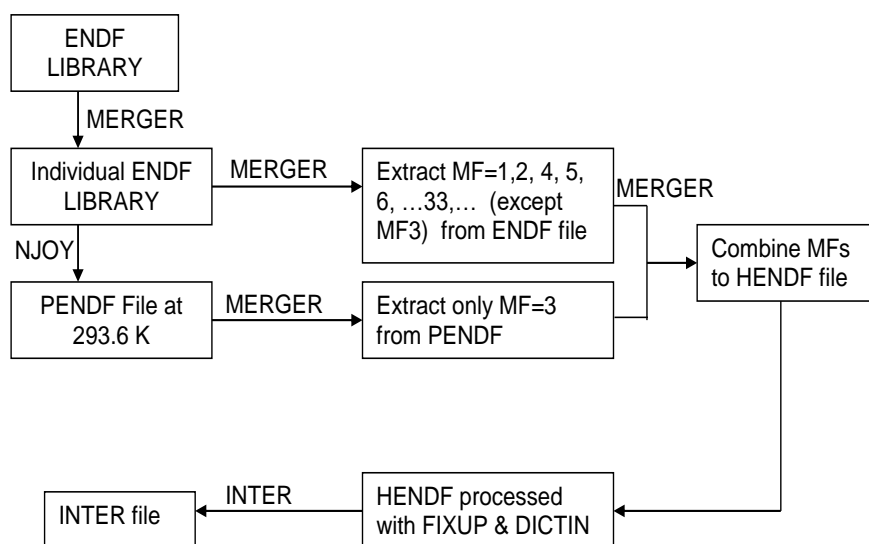 ENDF
LIBRARY
MERGER
Individual ENDF
LIBRARY
MERGER
Extract MF=1,2, 4, 5,
6, …33,… (except
MF3) from ENDF file
MERGER
Combine MFs
to HENDF file
NJOY
PENDF File at
293.6 K
MERGER
Extract only MF=3
from PENDF
HENDF processed
with FIXUP & DICTIN
INTER
INTER file